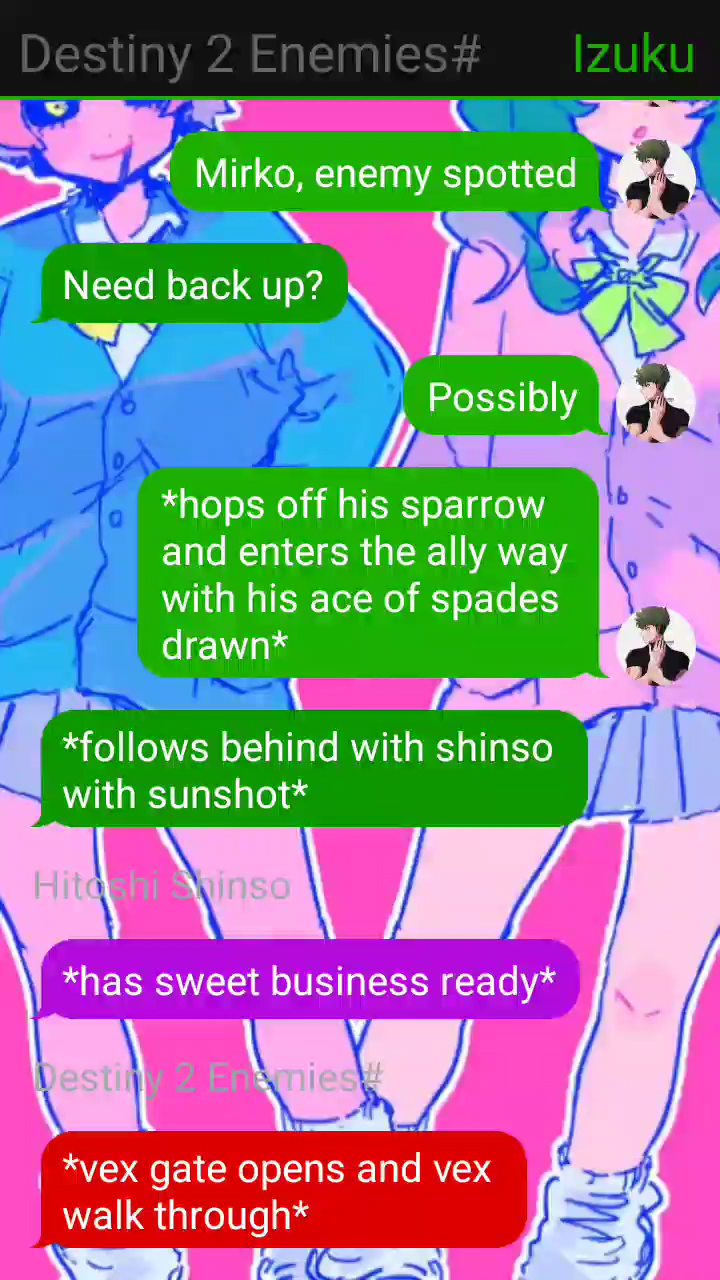 Destiny 2 Enemies# Izuku
Mirko, enemy spotted
Need back up?
Possibly
*hops off his sparrow
and enters the ally way
with his ace of spades
drawn*
*follows behind with shinso
with sunshot*
Hitoshi Shinso
*has sweet business ready*
Destiny 2 Enemies#
*vex gate opens and vex
walk through*